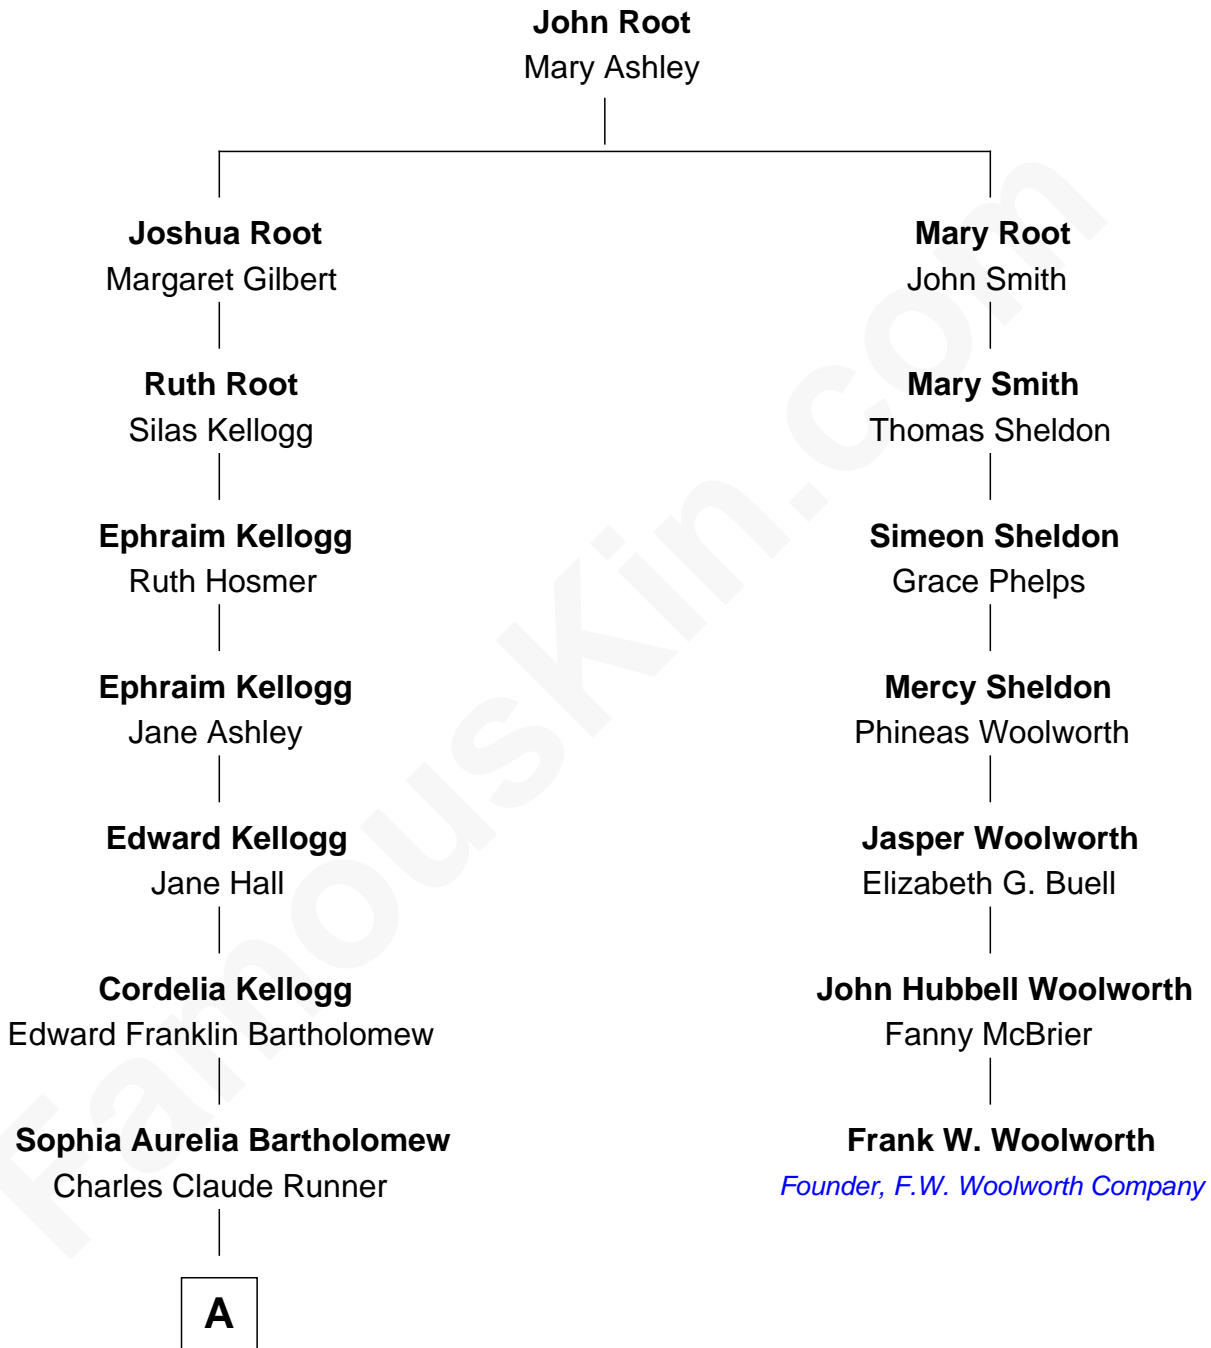 John Root
Mary Ashley
Joshua Root
Margaret Gilbert
Mary Root
John Smith
Ruth Root
Silas Kellogg
Mary Smith
Thomas Sheldon
Ephraim Kellogg
Ruth Hosmer
Simeon Sheldon
Grace Phelps
Ephraim Kellogg
Jane Ashley
Mercy Sheldon
Phineas Woolworth
Edward Kellogg
Jane Hall
Jasper Woolworth
Elizabeth G. Buell
Cordelia Kellogg
Edward Franklin Bartholomew
John Hubbell Woolworth
Fanny McBrier
Sophia Aurelia Bartholomew
Charles Claude Runner
Frank W. Woolworth
Founder, F.W. Woolworth Company
A
FamousKin.com